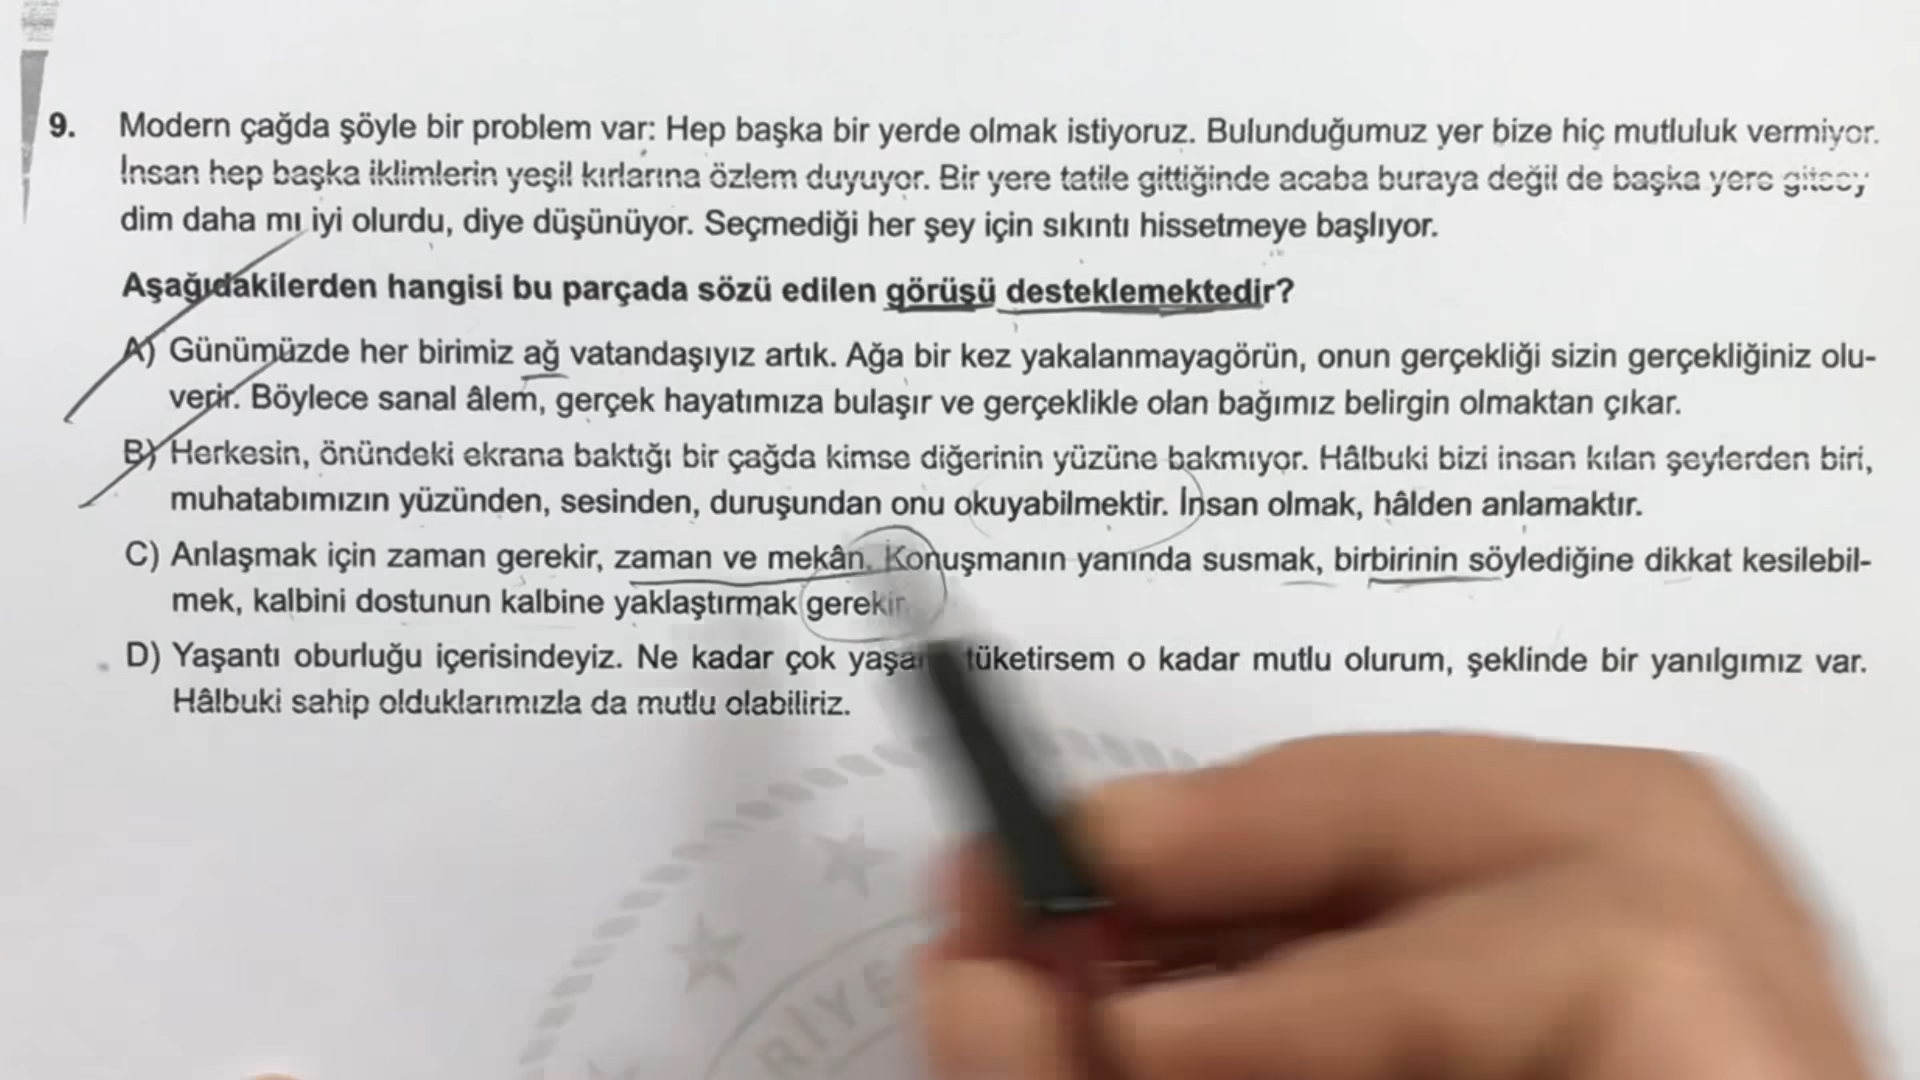 9. Modern çağda şöyle bir problem var: Hep başka bir yerde olmak istiyoruz. Bulunduğumuz yer bize hiç mutluluk vermiyor.
İnsan hep başka iklimlerin yeşil kırlarına özlem duyuyor. Bir yere tatile gittiğinde acaba buraya değil de başka yere gitsey
dim daha mı iyi olurdu, diye düşünüyor. Seçmediği her şey için sıkıntı hissetmeye başlıyor.
Aşağıdakilerden hangisi bu parçada sözü edilen görüşü desteklemektedir?
A) Günümüzde her birimiz ağ vatandaşıyız artık. Ağa bir kez yakalanmayagörün, onun gerçekliği sizin gerçekliğiniz olu-
verir. Böylece sanal âlem, gerçek hayatımıza bulaşır ve gerçeklikle olan bağımız belirgin olmaktan çıkar.
B) Herkesin, önündeki ekrana baktığı bir çağda kimse diğerinin yüzüne bakmıyor. Hâlbuki bizi insan kılan şeylerden biri,
muhatabımızın yüzünden, sesinden, duruşundan onu okuyabilmektir. İnsan olmak, hâlden anlamaktır.
C) Anlaşmak için zaman gerekir, zaman ve mekân. Konuşmanın yanında susmak, birbirinin söylediğine dikkat kesilebil-
mek, kalbini dostunun kalbine yaklaştırmak gerekir
D) Yaşantı oburluğu içerisindeyiz. Ne kadar çok tüketirsem o kadar mutlu olurum, şeklinde bir yanılgımız var.
Hâlbuki sahip olduklarımızla da mutlu olabiliriz.
RİYE